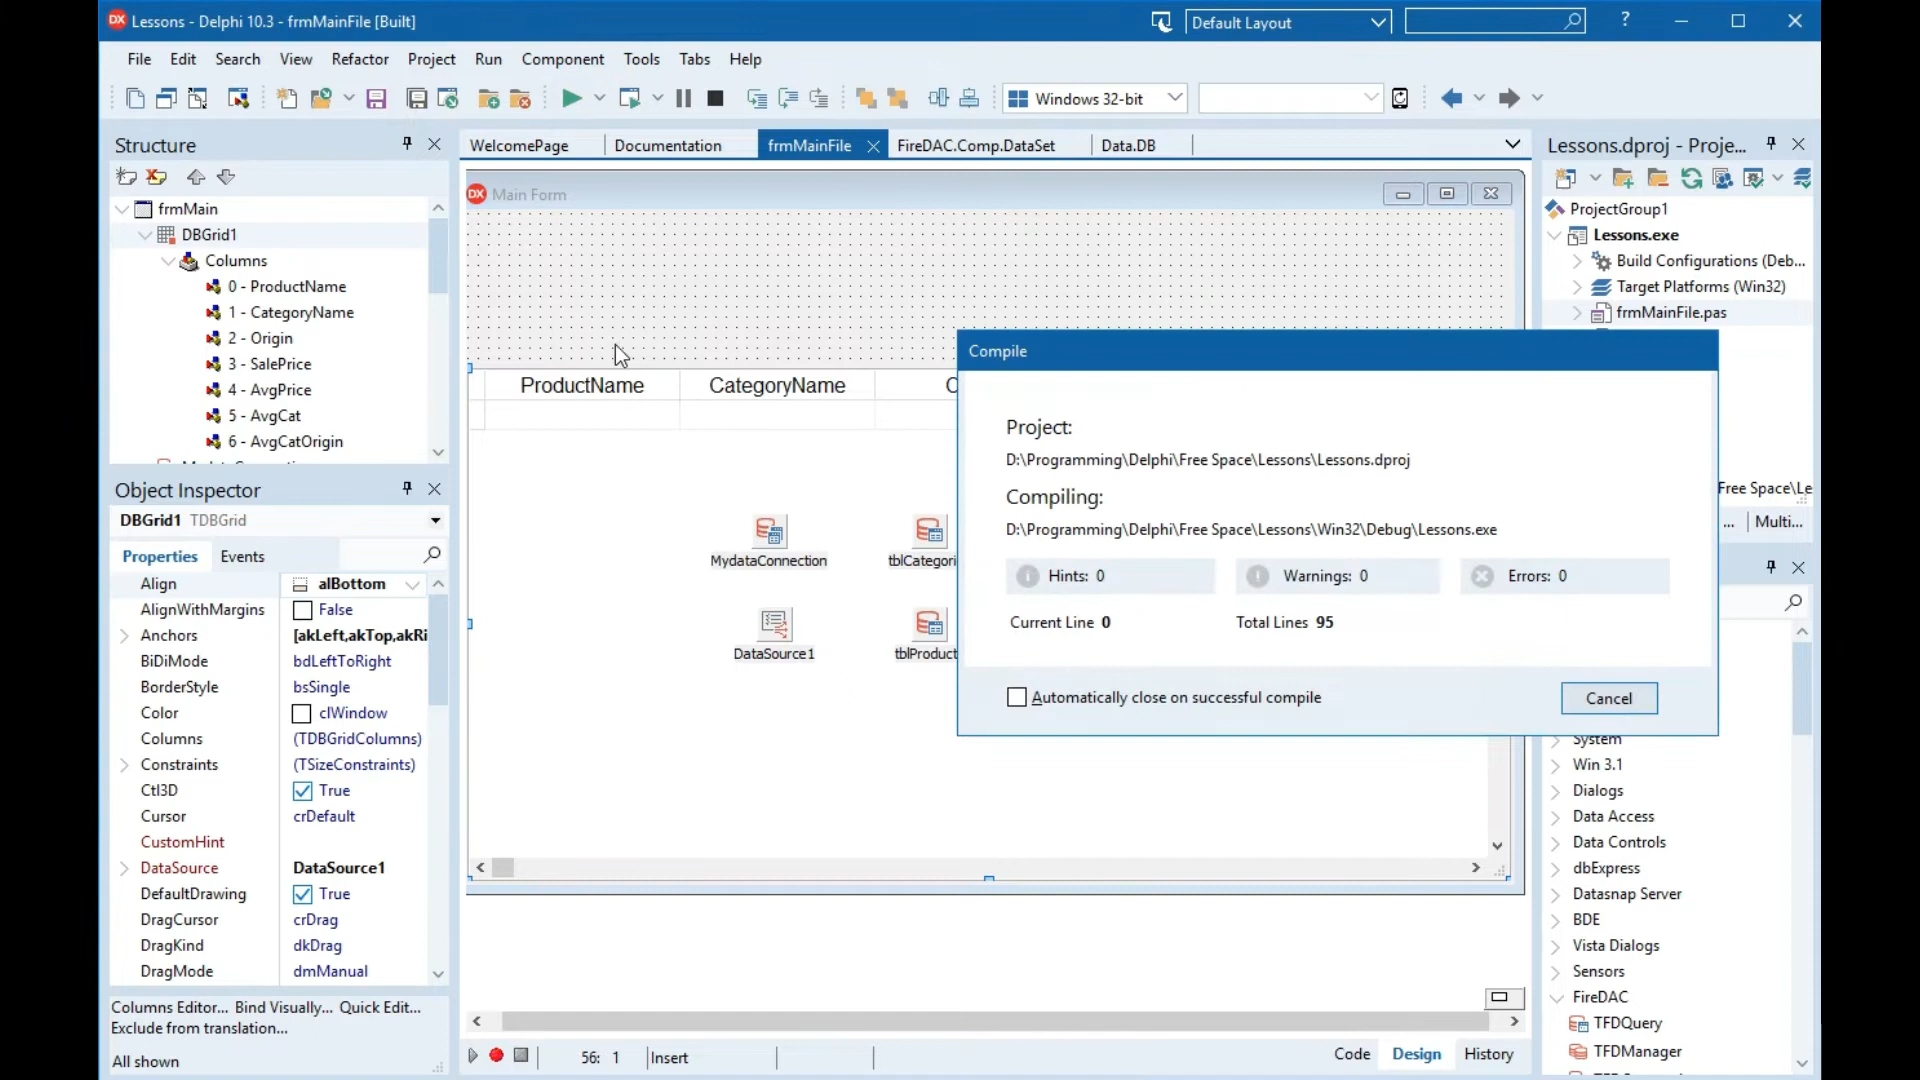 Lessons - Delphi 10.3 - frmMainFile [Built]
Default Layout
?
File Edit Search View Refactor Project Run Component Tools Tabs Help
Windows 32-bit
Structure
frmMain
DBGrid1
Columns
0 - ProductName
1 - CategoryName
2 - Origin
3 - SalePrice
4 - AvgPrice
5 - AvgCat
6 - AvgCatOrigin
Object Inspector
DBGrid1 TDBGrid
Properties Events
Align alBottom
AlignWithMargins False
Anchors [akLeft,akTop,akRi
BiDiMode bdLeftToRight
BorderStyle bsSingle
Color clWindow
Columns (TDBGridColumns)
Constraints (TSizeConstraints)
Ctl3D True
Cursor crDefault
CustomHint
DataSource DataSource1
DefaultDrawing True
DragCursor crDrag
DragKind dkDrag
DragMode dmManual
Columns Editor... Bind Visually... Quick Edit...
Exclude from translation...
All shown
WelcomePage Documentation frmMainFile FireDAC.Comp.DataSet Data.DB
DX Main Form
ProductName CategoryName
MydataConnection tblCategori
DataSource1 tblProduct
Compile
Project:
D:\Programming\Delphi\Free Space\Lessons\Lessons.dproj
Compiling:
D:\Programming\Delphi\Free Space\Lessons\Win32\Debug\Lessons.exe
Hints: 0 Warnings: 0 Errors: 0
Current Line 0 Total Lines 95
Automatically close on successful compile
Cancel
56: 1 Insert
Code Design History
Lessons.dproj - Proje...
ProjectGroup1
Lessons.exe
Build Configurations (Deb...
Target Platforms (Win32)
frmMainFile.pas
Free Space\Le
... Multi...
System
Win 3.1
Dialogs
Data Access
Data Controls
dbExpress
Datasnap Server
BDE
Vista Dialogs
Sensors
FireDAC
TFDQuery
TFDManager